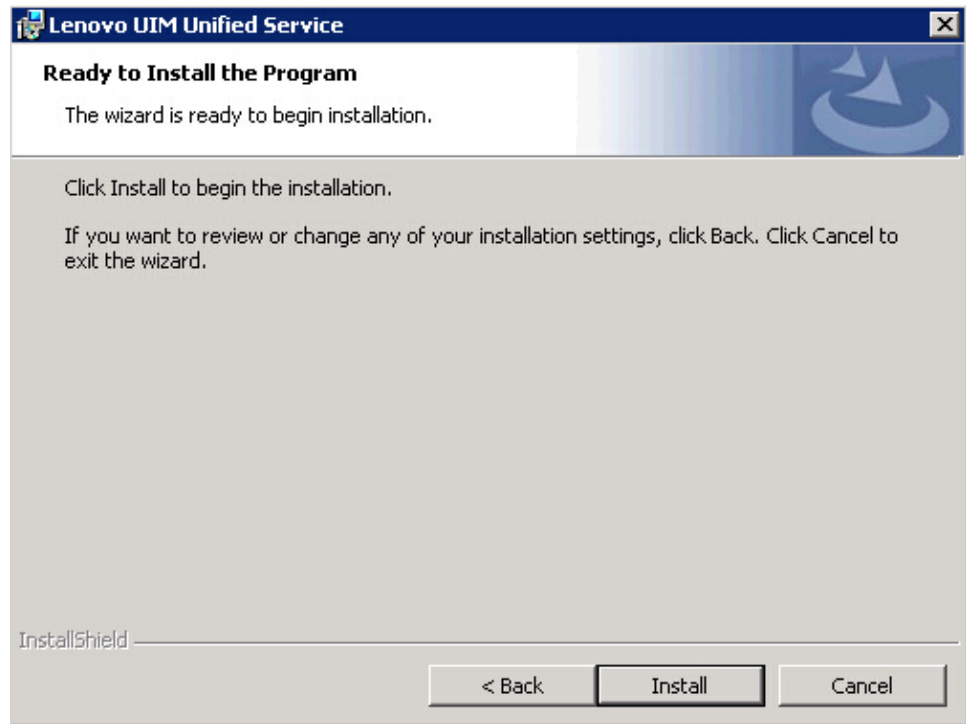 Lenovo UIM Unified Service
Ready to Install the Program
The wizard is ready to begin installation.
Click Install to begin the installation.
If you want to review or change any of your installation settings, click Back. Click Cancel to
exit the wizard.
InstallShield
< Back
Install
Cancel